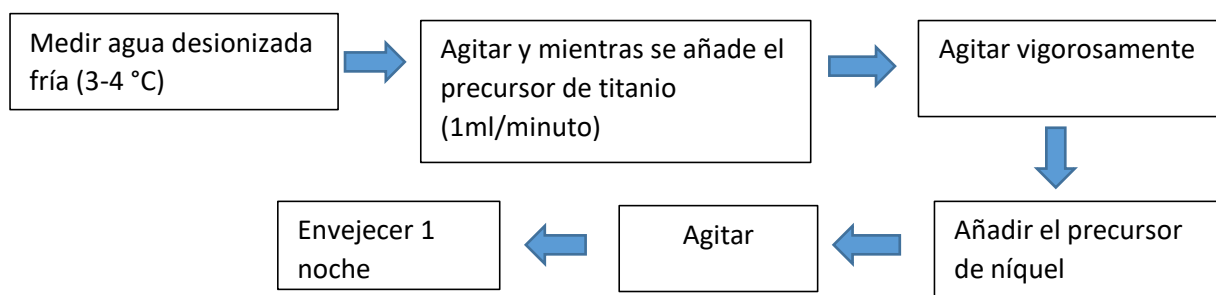 Medir agua desionizada
fría (3-4 °C)
Agitar y mientras se añade el
precursor de titanio
(1ml/minuto)
Agitar vigorosamente
Añadir el precursor
de níquel
Agitar
Envejecer 1
noche